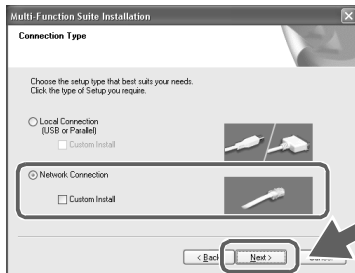 Multi-Function Suite Installation
Connection Type
Choose the setup type that best suits your needs.
Click the type of Setup you require.
Local Connection
(USB or Parallel)
Custom Install
Network Connection
Custom Install
< Back
Next >